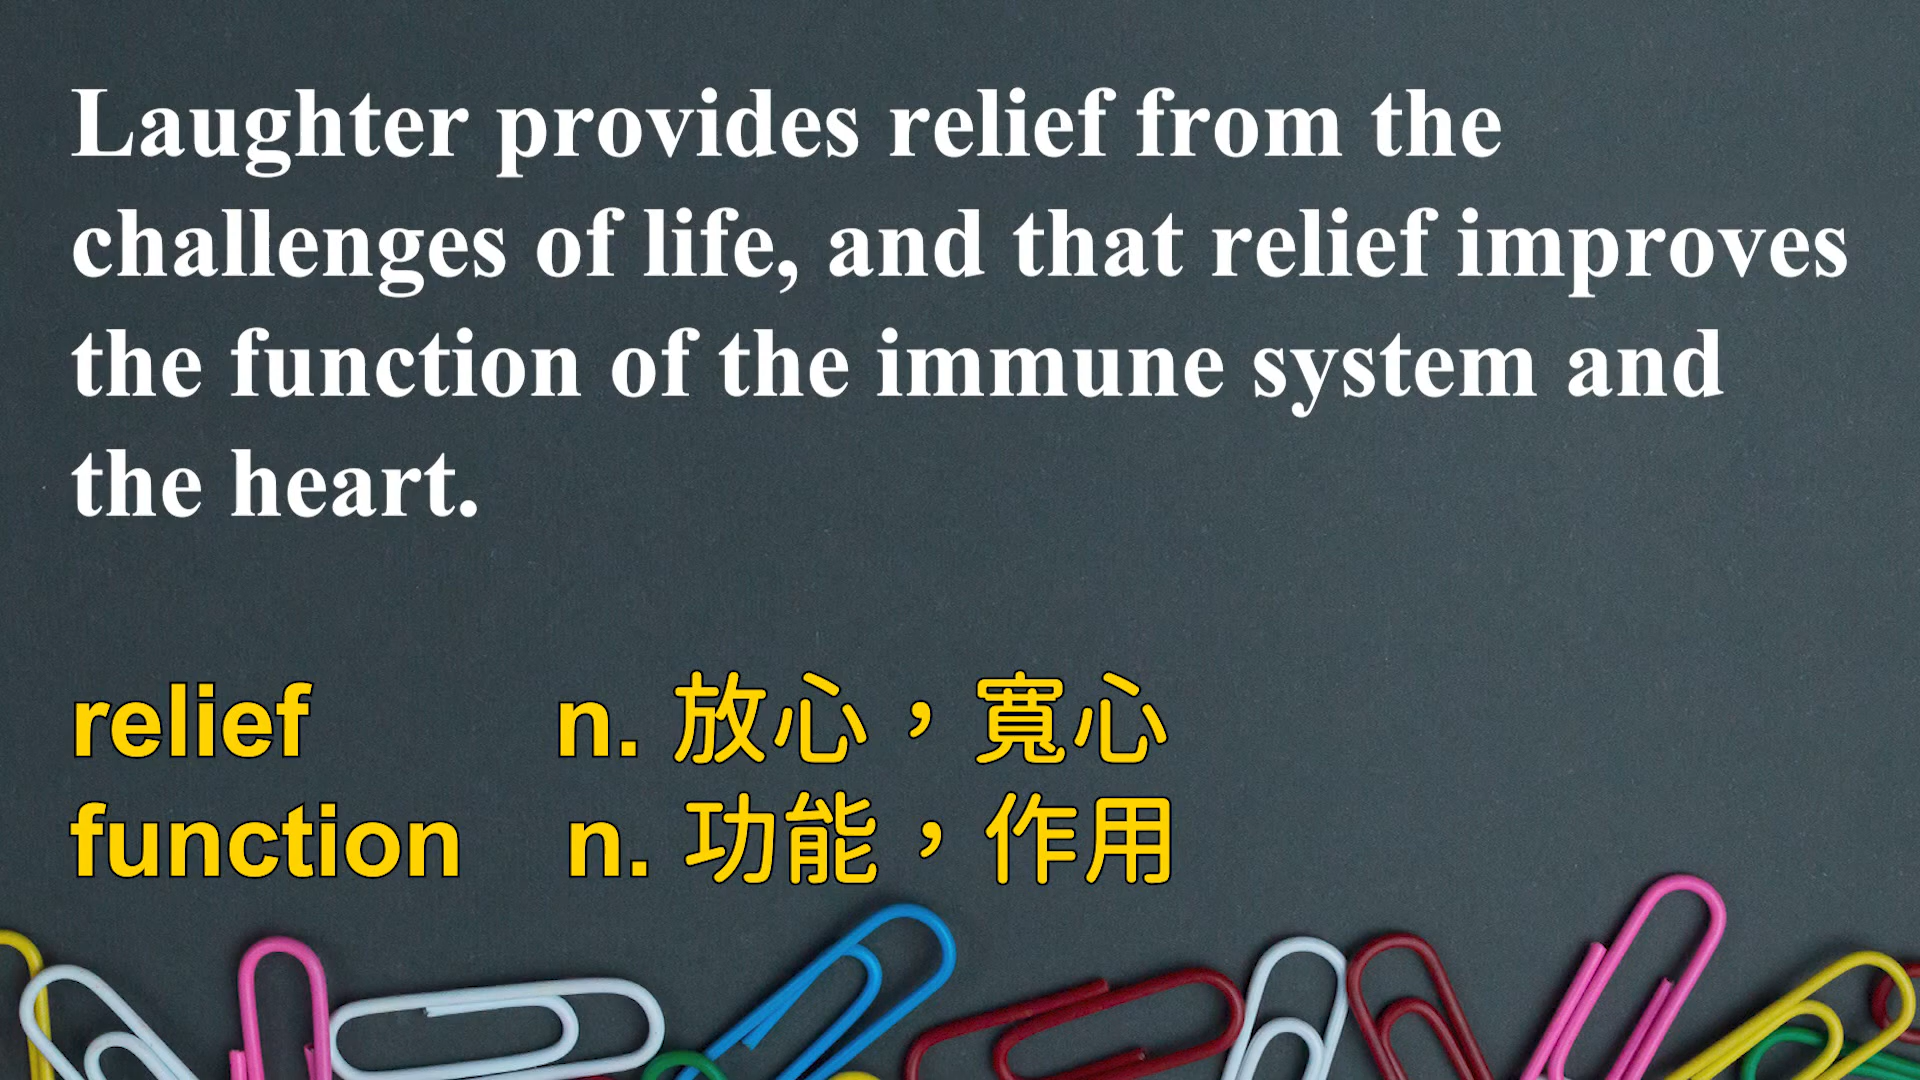 Laughter provides relief from the
challenges of life, and that relief improves
the function of the immune system and
the heart.
relief n. 放心，寬心
function n. 功能，作用